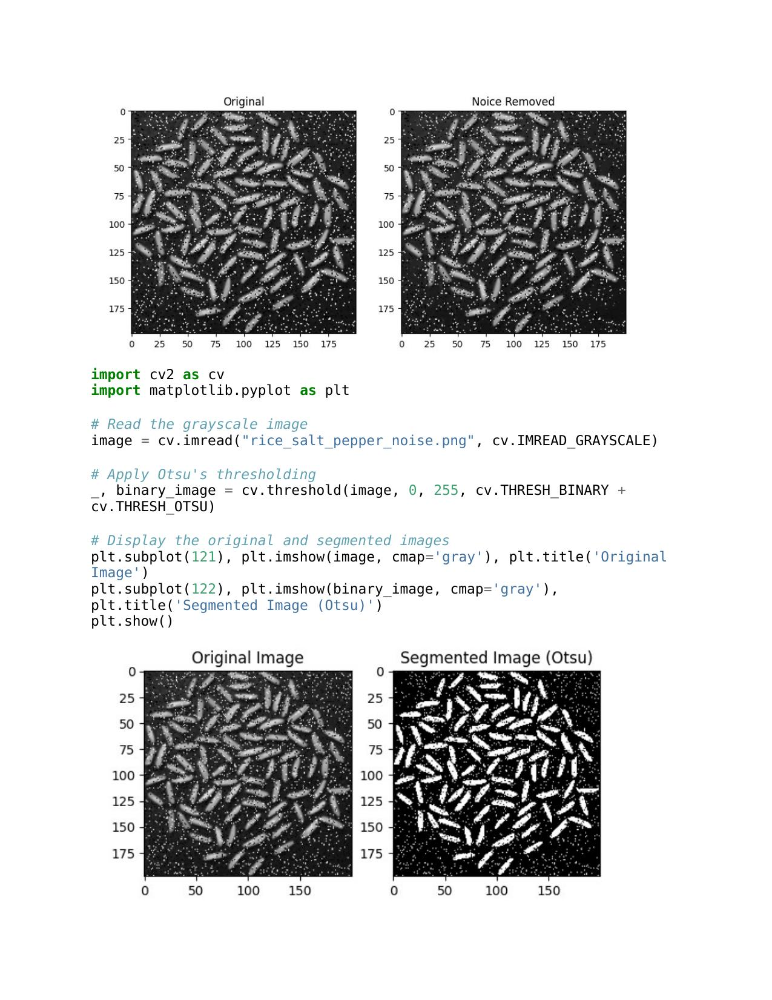 Original
Noice Removed
0
25
50
75
100
125
150
175
0 25 50 75 100 125 150 175
0
25
50
75
100
125
150
175
0 25 50 75 100 125 150 175
import cv2 as cv
import matplotlib.pyplot as plt
# Read the grayscale image
image = cv.imread("rice_salt_pepper_noise.png", cv.IMREAD_GRAYSCALE)
# Apply Otsu's thresholding
_, binary_image = cv.threshold(image, 0, 255, cv.THRESH_BINARY +
cv.THRESH_OTSU)
# Display the original and segmented images
plt.subplot(121), plt.imshow(image, cmap='gray'), plt.title('Original
Image')
plt.subplot(122), plt.imshow(binary_image, cmap='gray'),
plt.title('Segmented Image (Otsu)')
plt.show()
Original Image
Segmented Image (Otsu)
0
25
50
75
100
125
150
175
0 50 100 150
0
25
50
75
100
125
150
175
0 50 100 150